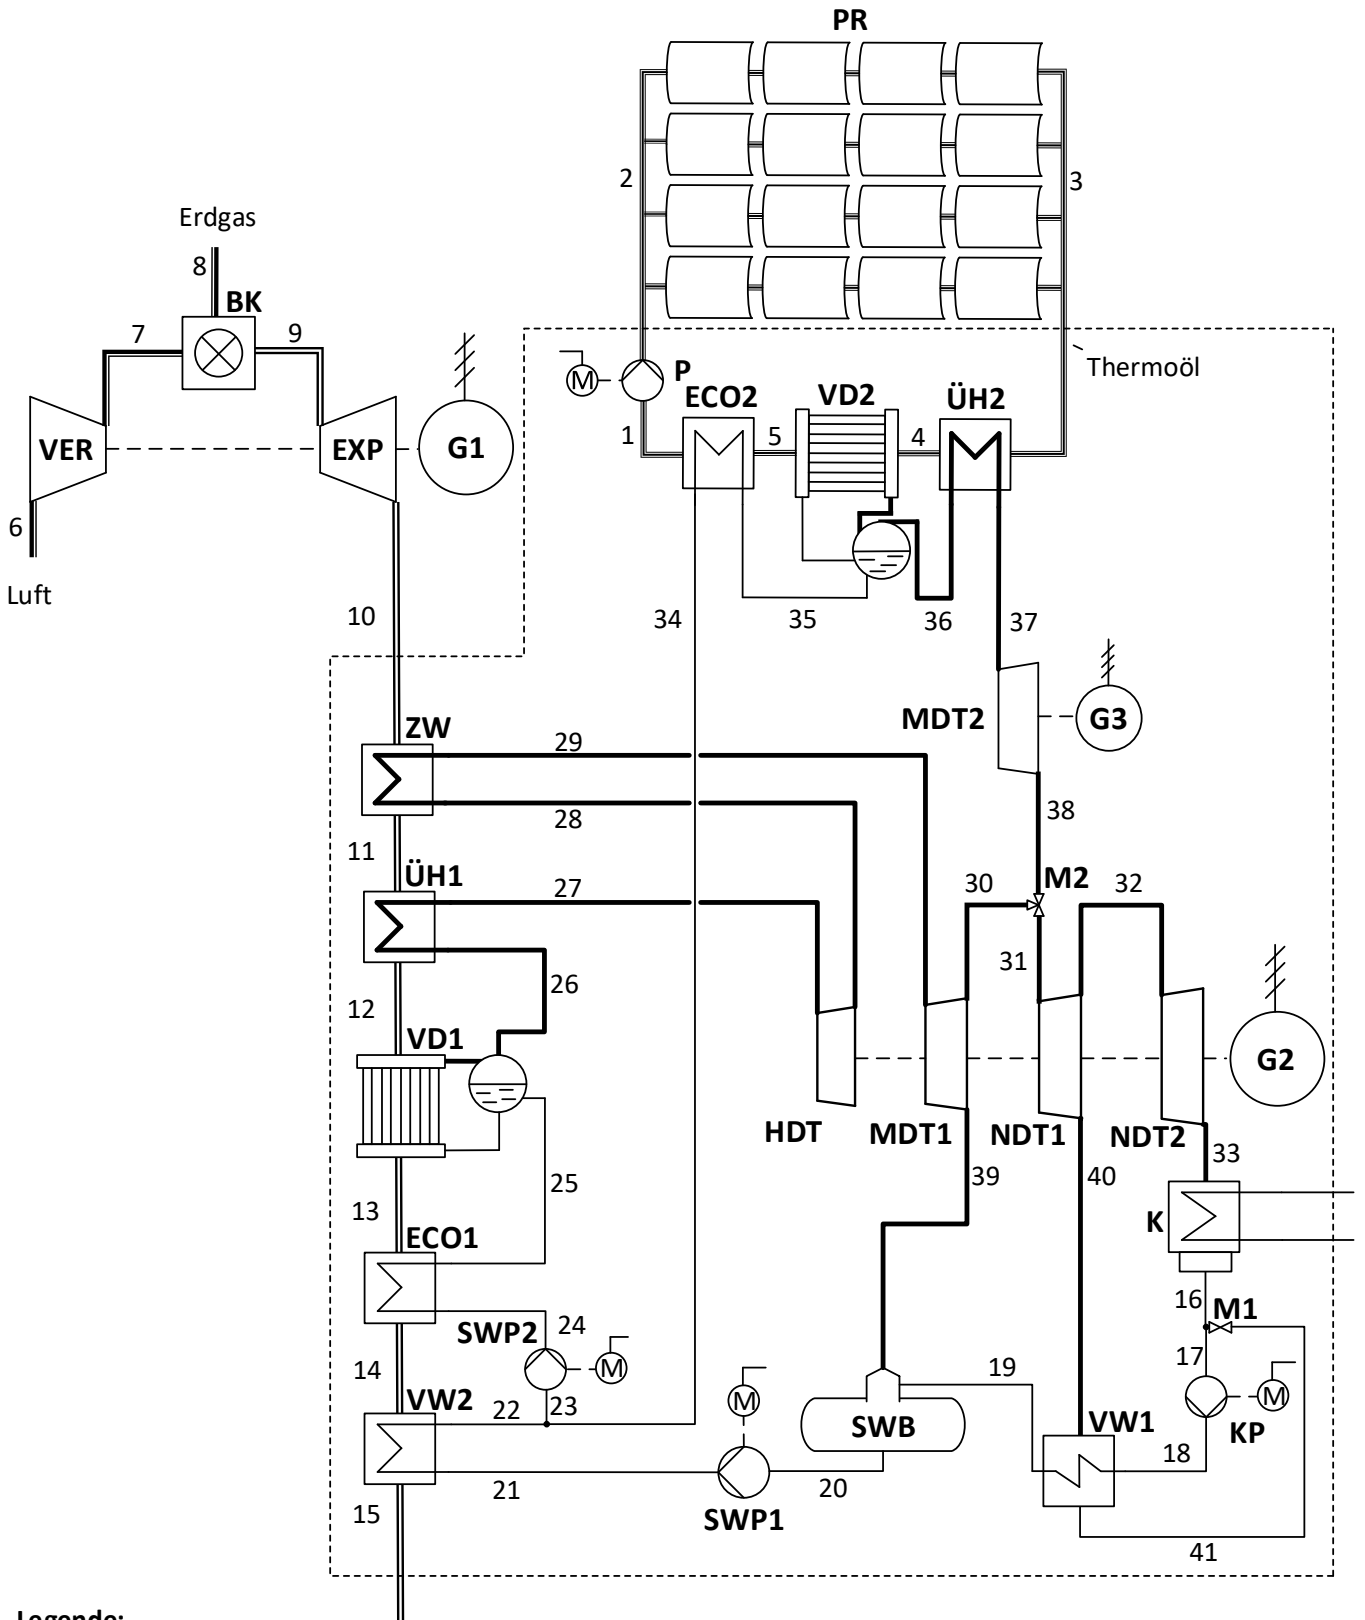 PR
2
3
Erdgas
8
BK
7
9
Thermoöl
M
P
ECO2
VD2
ÜH2
VER
EXP
G1
1
5
4
6
Luft
10
34
35
36
37
MDT2
G3
ZW
29
38
28
11
ÜH1
27
30
M2
32
31
26
12
VD1
G2
HDT
MDT1
NDT1
NDT2
33
39
40
25
13
K
ECO1
16
M1
SWP2
24
M
19
17
14
M
M
VW2
22
23
SWB
VW1
KP
18
21
20
15
SWP1
41
Legende: